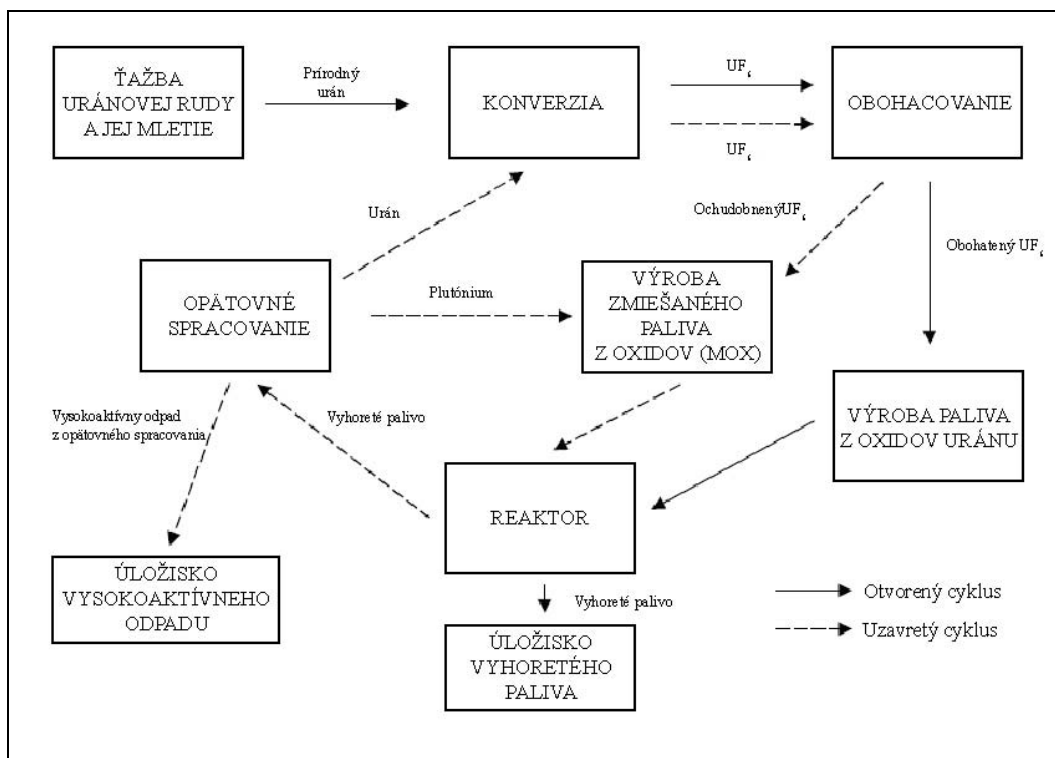 ŤAŽBA
URÁNOVEJ RUDY
A JEJ MLETIE
Prírodný
urán
KONVERZIA
UF₆
UF₆
OBOHACOVANIE
Urán
Ochudobnený UF₆
Obohatený UF₆
OPÄTOVNÉ
SPRACOVANIE
Plutónium
VÝROBA
ZMIEŠANÉHO
PALIVA
Z OXIDOV (MOX)
Vysokoaktívny odpad
z opätovného spracovania
Vyhoreté palivo
VÝROBA PALIVA
Z OXIDOV URÁNU
REAKTOR
ÚLOŽISKO
VYSOKOAKTÍVNEHO
ODPADU
Vyhoreté palivo
ÚLOŽISKO
VYHORETÉHO
PALIVA
Otvorený cyklus
Uzavretý cyklus